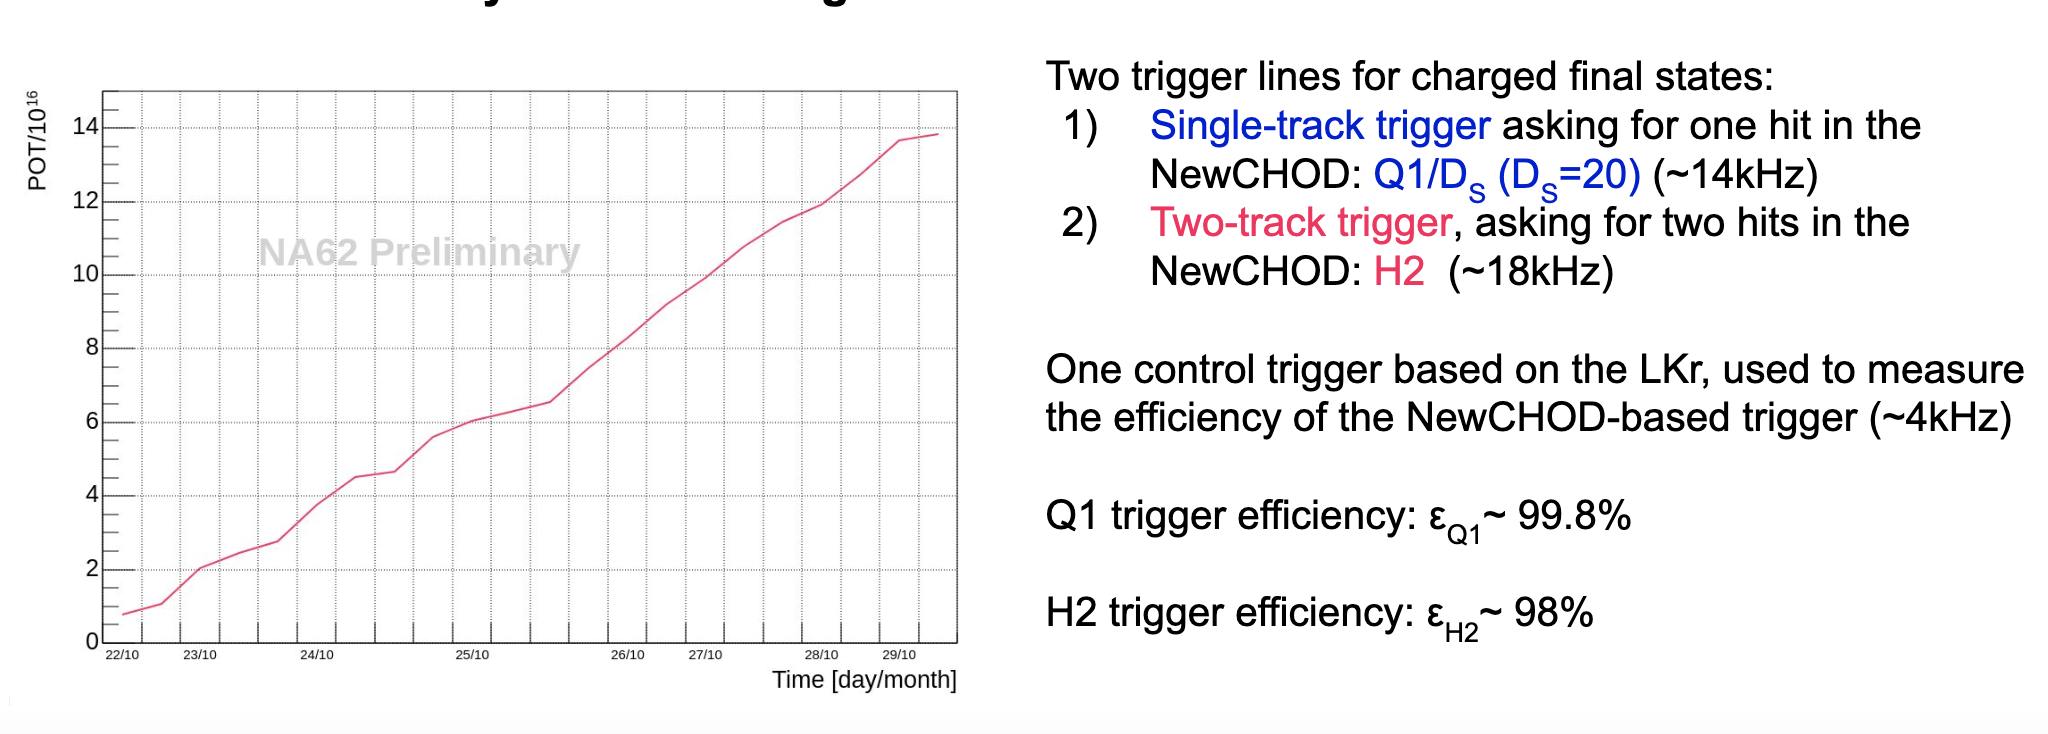 POT/10¹⁶
14
12
10
8
6
4
2
0
NA62 Preliminary
22/10 23/10 24/10 25/10 26/10 27/10 28/10 29/10
Time [day/month]
Two trigger lines for charged final states:
1) Single-track trigger asking for one hit in the
NewCHOD: Q1/D_S (D_S=20) (~14kHz)
2) Two-track trigger, asking for two hits in the
NewCHOD: H2 (~18kHz)
One control trigger based on the LKr, used to measure
the efficiency of the NewCHOD-based trigger (~4kHz)
Q1 trigger efficiency: ε_Q1~ 99.8%
H2 trigger efficiency: ε_H2~ 98%